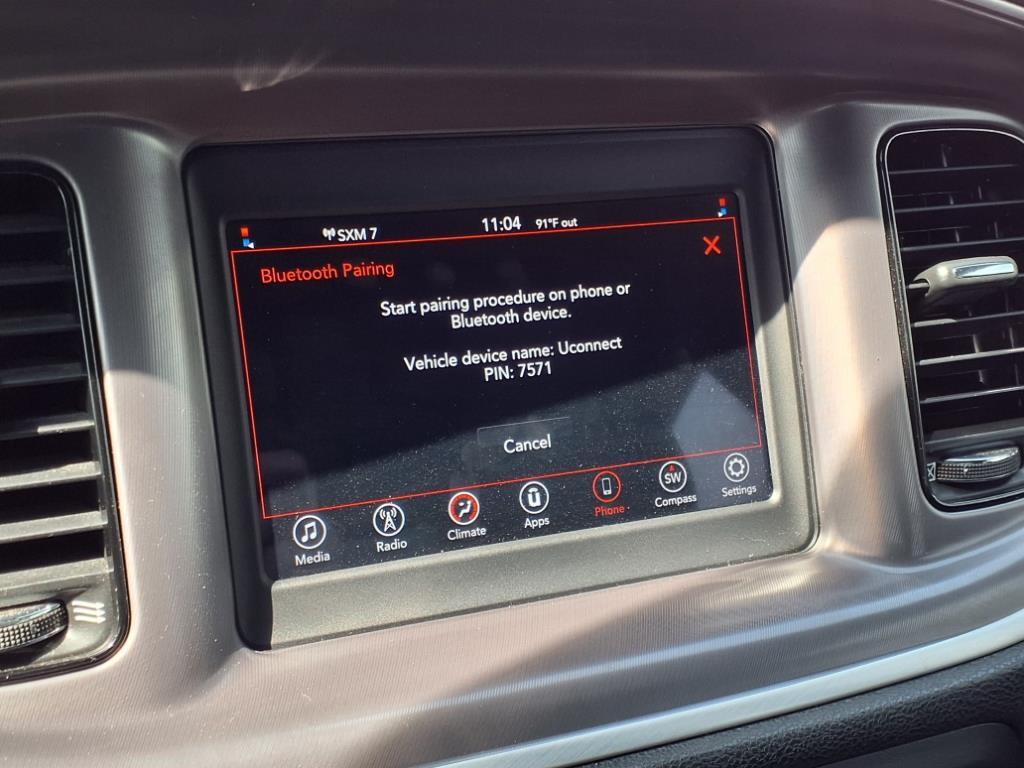 SXM 7 11:04 91°F out
Bluetooth Pairing
Start pairing procedure on phone or
Bluetooth device.
Vehicle device name: Uconnect
PIN: 7571
Cancel
SW
Media Radio Climate Apps Phone Compass Settings